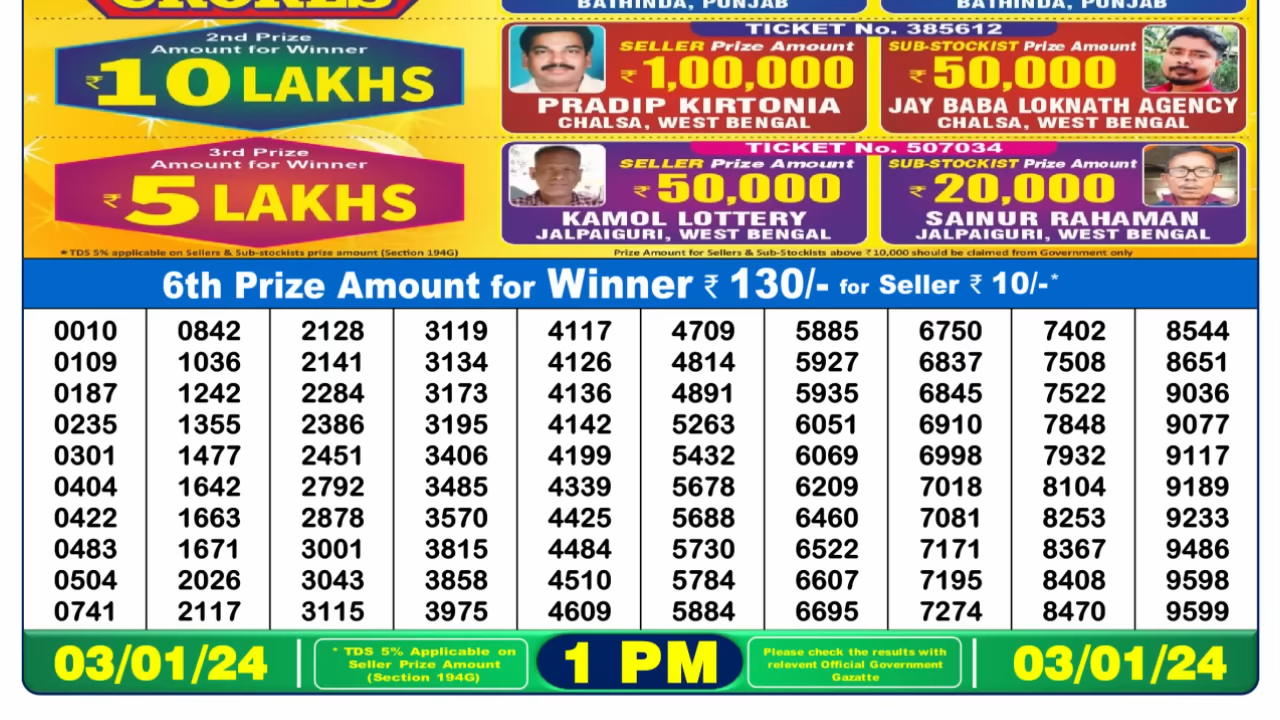 CRORES
BATHINDA, PUNJAB
BATHINDA, PUNJAB
2nd Prize
Amount for Winner
₹10 LAKHS
TICKET No. 385612
SELLER Prize Amount
₹1,00,000
PRADIP KIRTONIA
CHALSA, WEST BENGAL
SUB-STOCKIST Prize Amount
₹50,000
JAY BABA LOKNATH AGENCY
CHALSA, WEST BENGAL
3rd Prize
Amount for Winner
₹5 LAKHS
TICKET No. 507034
SELLER Prize Amount
₹50,000
KAMOL LOTTERY
JALPAIGURI, WEST BENGAL
SUB-STOCKIST Prize Amount
₹20,000
SAINUR RAHAMAN
JALPAIGURI, WEST BENGAL
* TDS 5% applicable on Sellers & Sub-stockists prize amount (Section 194G)
Prize Amount for Sellers & Sub-Stockists above ₹10,000 should be claimed from Government only
6th Prize Amount for Winner ₹ 130/- for Seller ₹ 10/-*
0010 0842 2128 3119 4117 4709 5885 6750 7402 8544
0109 1036 2141 3134 4126 4814 5927 6837 7508 8651
0187 1242 2284 3173 4136 4891 5935 6845 7522 9036
0235 1355 2386 3195 4142 5263 6051 6910 7848 9077
0301 1477 2451 3406 4199 5432 6069 6998 7932 9117
0404 1642 2792 3485 4339 5678 6209 7018 8104 9189
0422 1663 2878 3570 4425 5688 6460 7081 8253 9233
0483 1671 3001 3815 4484 5730 6522 7171 8367 9486
0504 2026 3043 3858 4510 5784 6607 7195 8408 9598
0741 2117 3115 3975 4609 5884 6695 7274 8470 9599
03/01/24
* TDS 5% Applicable on
Seller Prize Amount
(Section 194G)
1 PM
Please check the results with
relevent Official Government
Gazatte
03/01/24